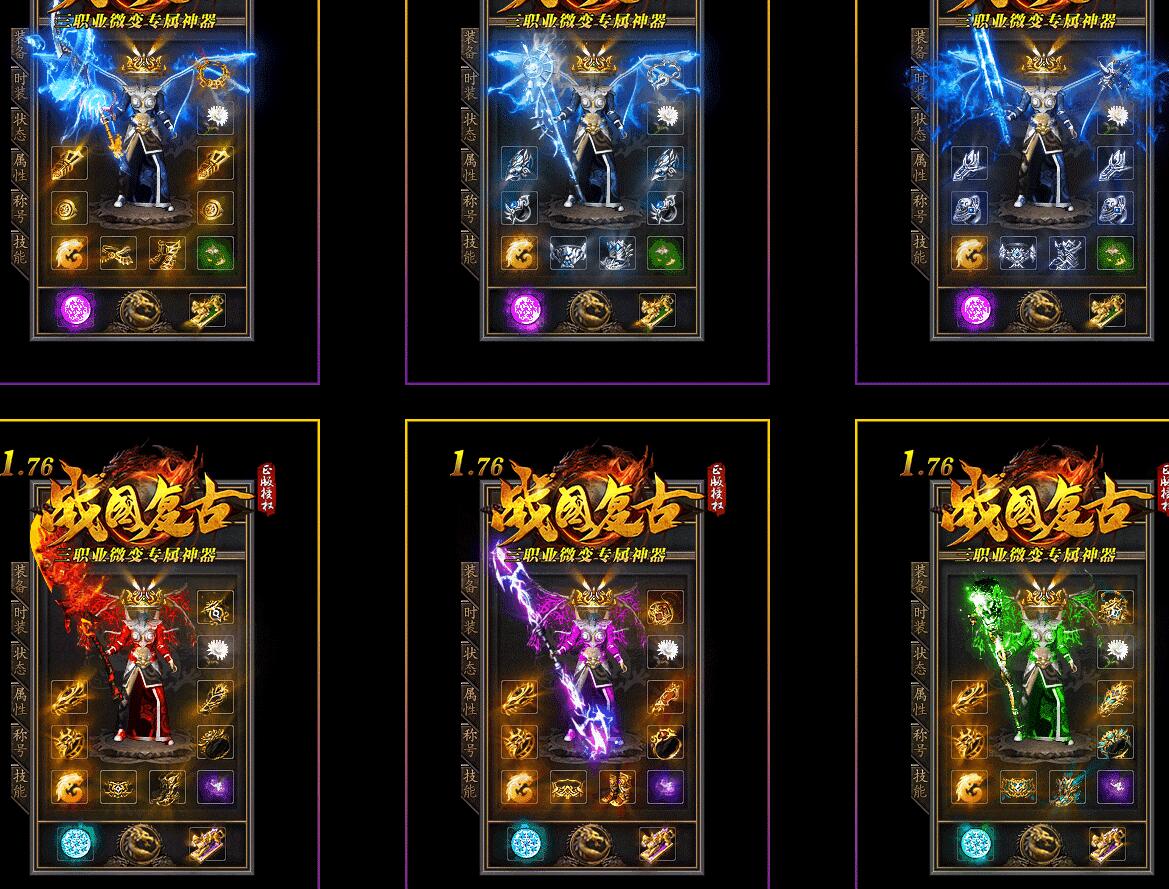 三职业微变专属神器
装备
时装
状态
属性
称号
技能
三职业微变专属神器
装备
时装
状态
属性
称号
技能
三职业微变专属神器
装备
时装
状态
属性
称号
技能
1.76
战国复古
正版授权
三职业微变专属神器
装备
时装
状态
属性
称号
技能
1.76
战国复古
正版授权
三职业微变专属神器
装备
时装
状态
属性
称号
技能
1.76
战国复古
正版授权
三职业微变专属神器
装备
时装
状态
属性
称号
技能